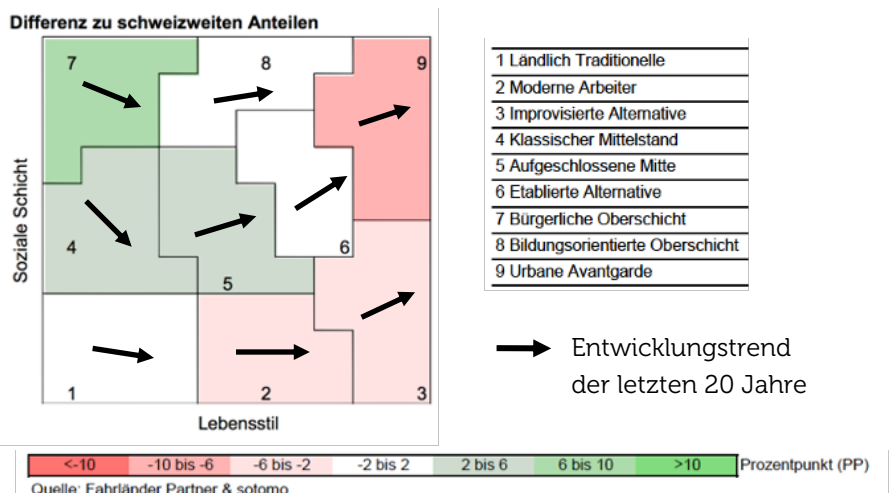 Differenz zu schweizweiten Anteilen
7
8
9
4
5
6
1
2
3
Soziale Schicht
Lebensstil
1 Ländlich Traditionelle
2 Moderne Arbeiter
3 Improvisierte Alternative
4 Klassischer Mittelstand
5 Aufgeschlossene Mitte
6 Etablierte Alternative
7 Bürgerliche Oberschicht
8 Bildungsorientierte Oberschicht
9 Urbane Avantgarde
Entwicklungstrend
der letzten 20 Jahre
<-10 -10 bis -6 -6 bis -2 -2 bis 2 2 bis 6 6 bis 10 >10 Prozentpunkt (PP)
Quelle: Fahrländer Partner & sotomo